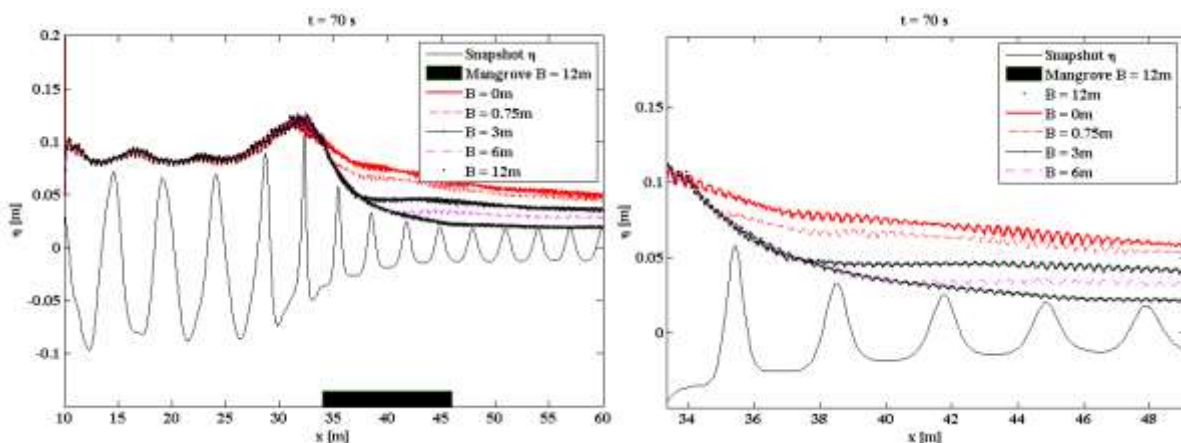 t = 70 s
0.2
0.15
0.1
0.05
0
-0.05
-0.1
η [m]
10 15 20 25 30 35 40 45 50 55 60
x [m]
Snapshot η
Mangrove B = 12m
B = 0m
B = 0.75m
B = 3m
B = 6m
B = 12m
t = 70 s
0.15
0.1
0.05
0
η [m]
34 36 38 40 42 44 46 48
x [m]
Snapshot η
Mangrove B = 12m
B = 12m
B = 0m
B = 0.75m
B = 3m
B = 6m